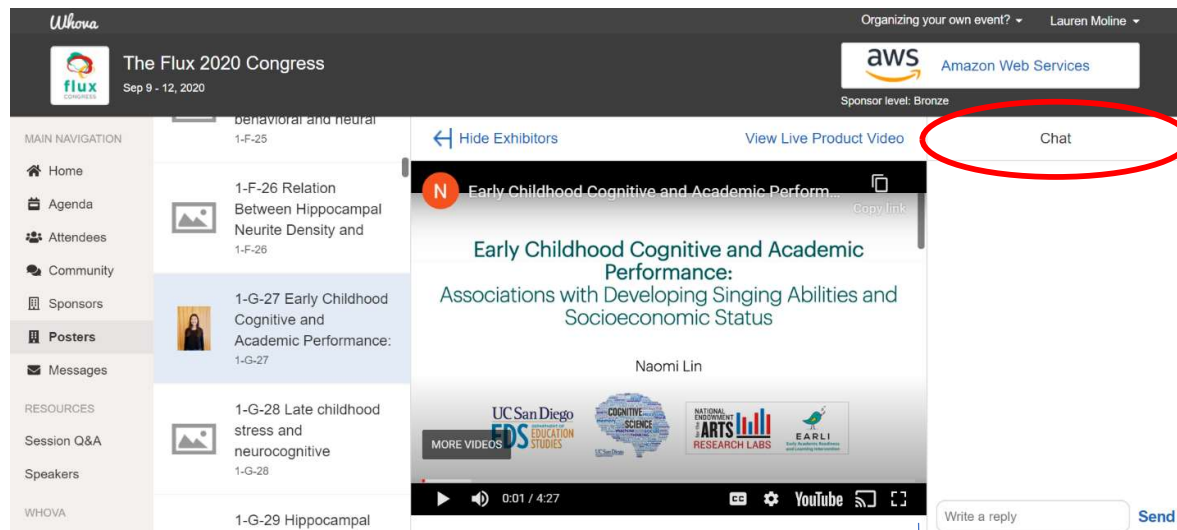 Whova
Organizing your own event?
Lauren Moline
flux
CONGRESS
The Flux 2020 Congress
Sep 9 - 12, 2020
aws
Amazon Web Services
Sponsor level: Bronze
MAIN NAVIGATION
Home
Agenda
Attendees
Community
Sponsors
Posters
Messages
RESOURCES
Session Q&A
Speakers
WHOVA
behavioral and neural
1-F-25
1-F-26 Relation
Between Hippocampal
Neurite Density and
1-F-26
1-G-27 Early Childhood
Cognitive and
Academic Performance:
1-G-27
1-G-28 Late childhood
stress and
neurocognitive
1-G-28
1-G-29 Hippocampal
Hide Exhibitors
View Live Product Video
N
Early Childhood Cognitive and Academic Perform...
Copy link
Early Childhood Cognitive and Academic
Performance:
Associations with Developing Singing Abilities and
Socioeconomic Status
Naomi Lin
UC San Diego
EDS
DEPARTMENT OF
EDUCATION
STUDIES
COGNITIVE
SCIENCE
UC San Diego
NATIONAL
ENDOWMENT
for the
ARTS
RESEARCH LABS
EARLI
MORE VIDEOS
0:01 / 4:27
CC
YouTube
Chat
Write a reply
Send